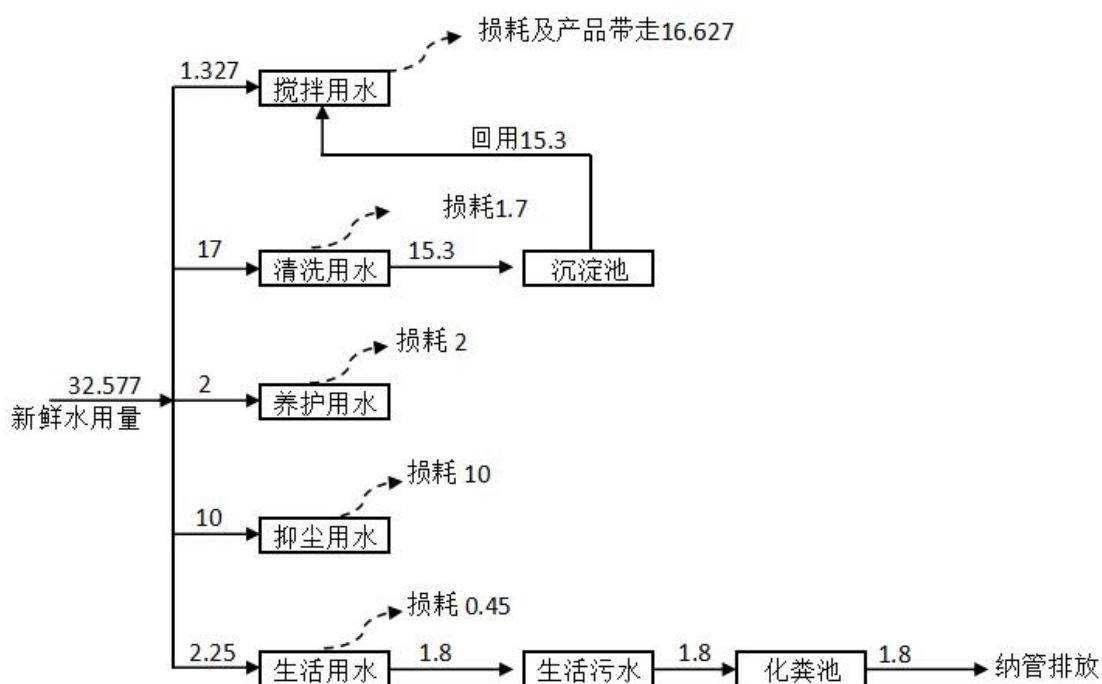 损耗及产品带走16.627
1.327
搅拌用水
回用15.3
损耗1.7
17
清洗用水
15.3
沉淀池
损耗 2
32.577
新鲜水用量
2
养护用水
损耗 10
10
抑尘用水
损耗 0.45
2.25
生活用水
1.8
生活污水
1.8
化粪池
1.8
纳管排放